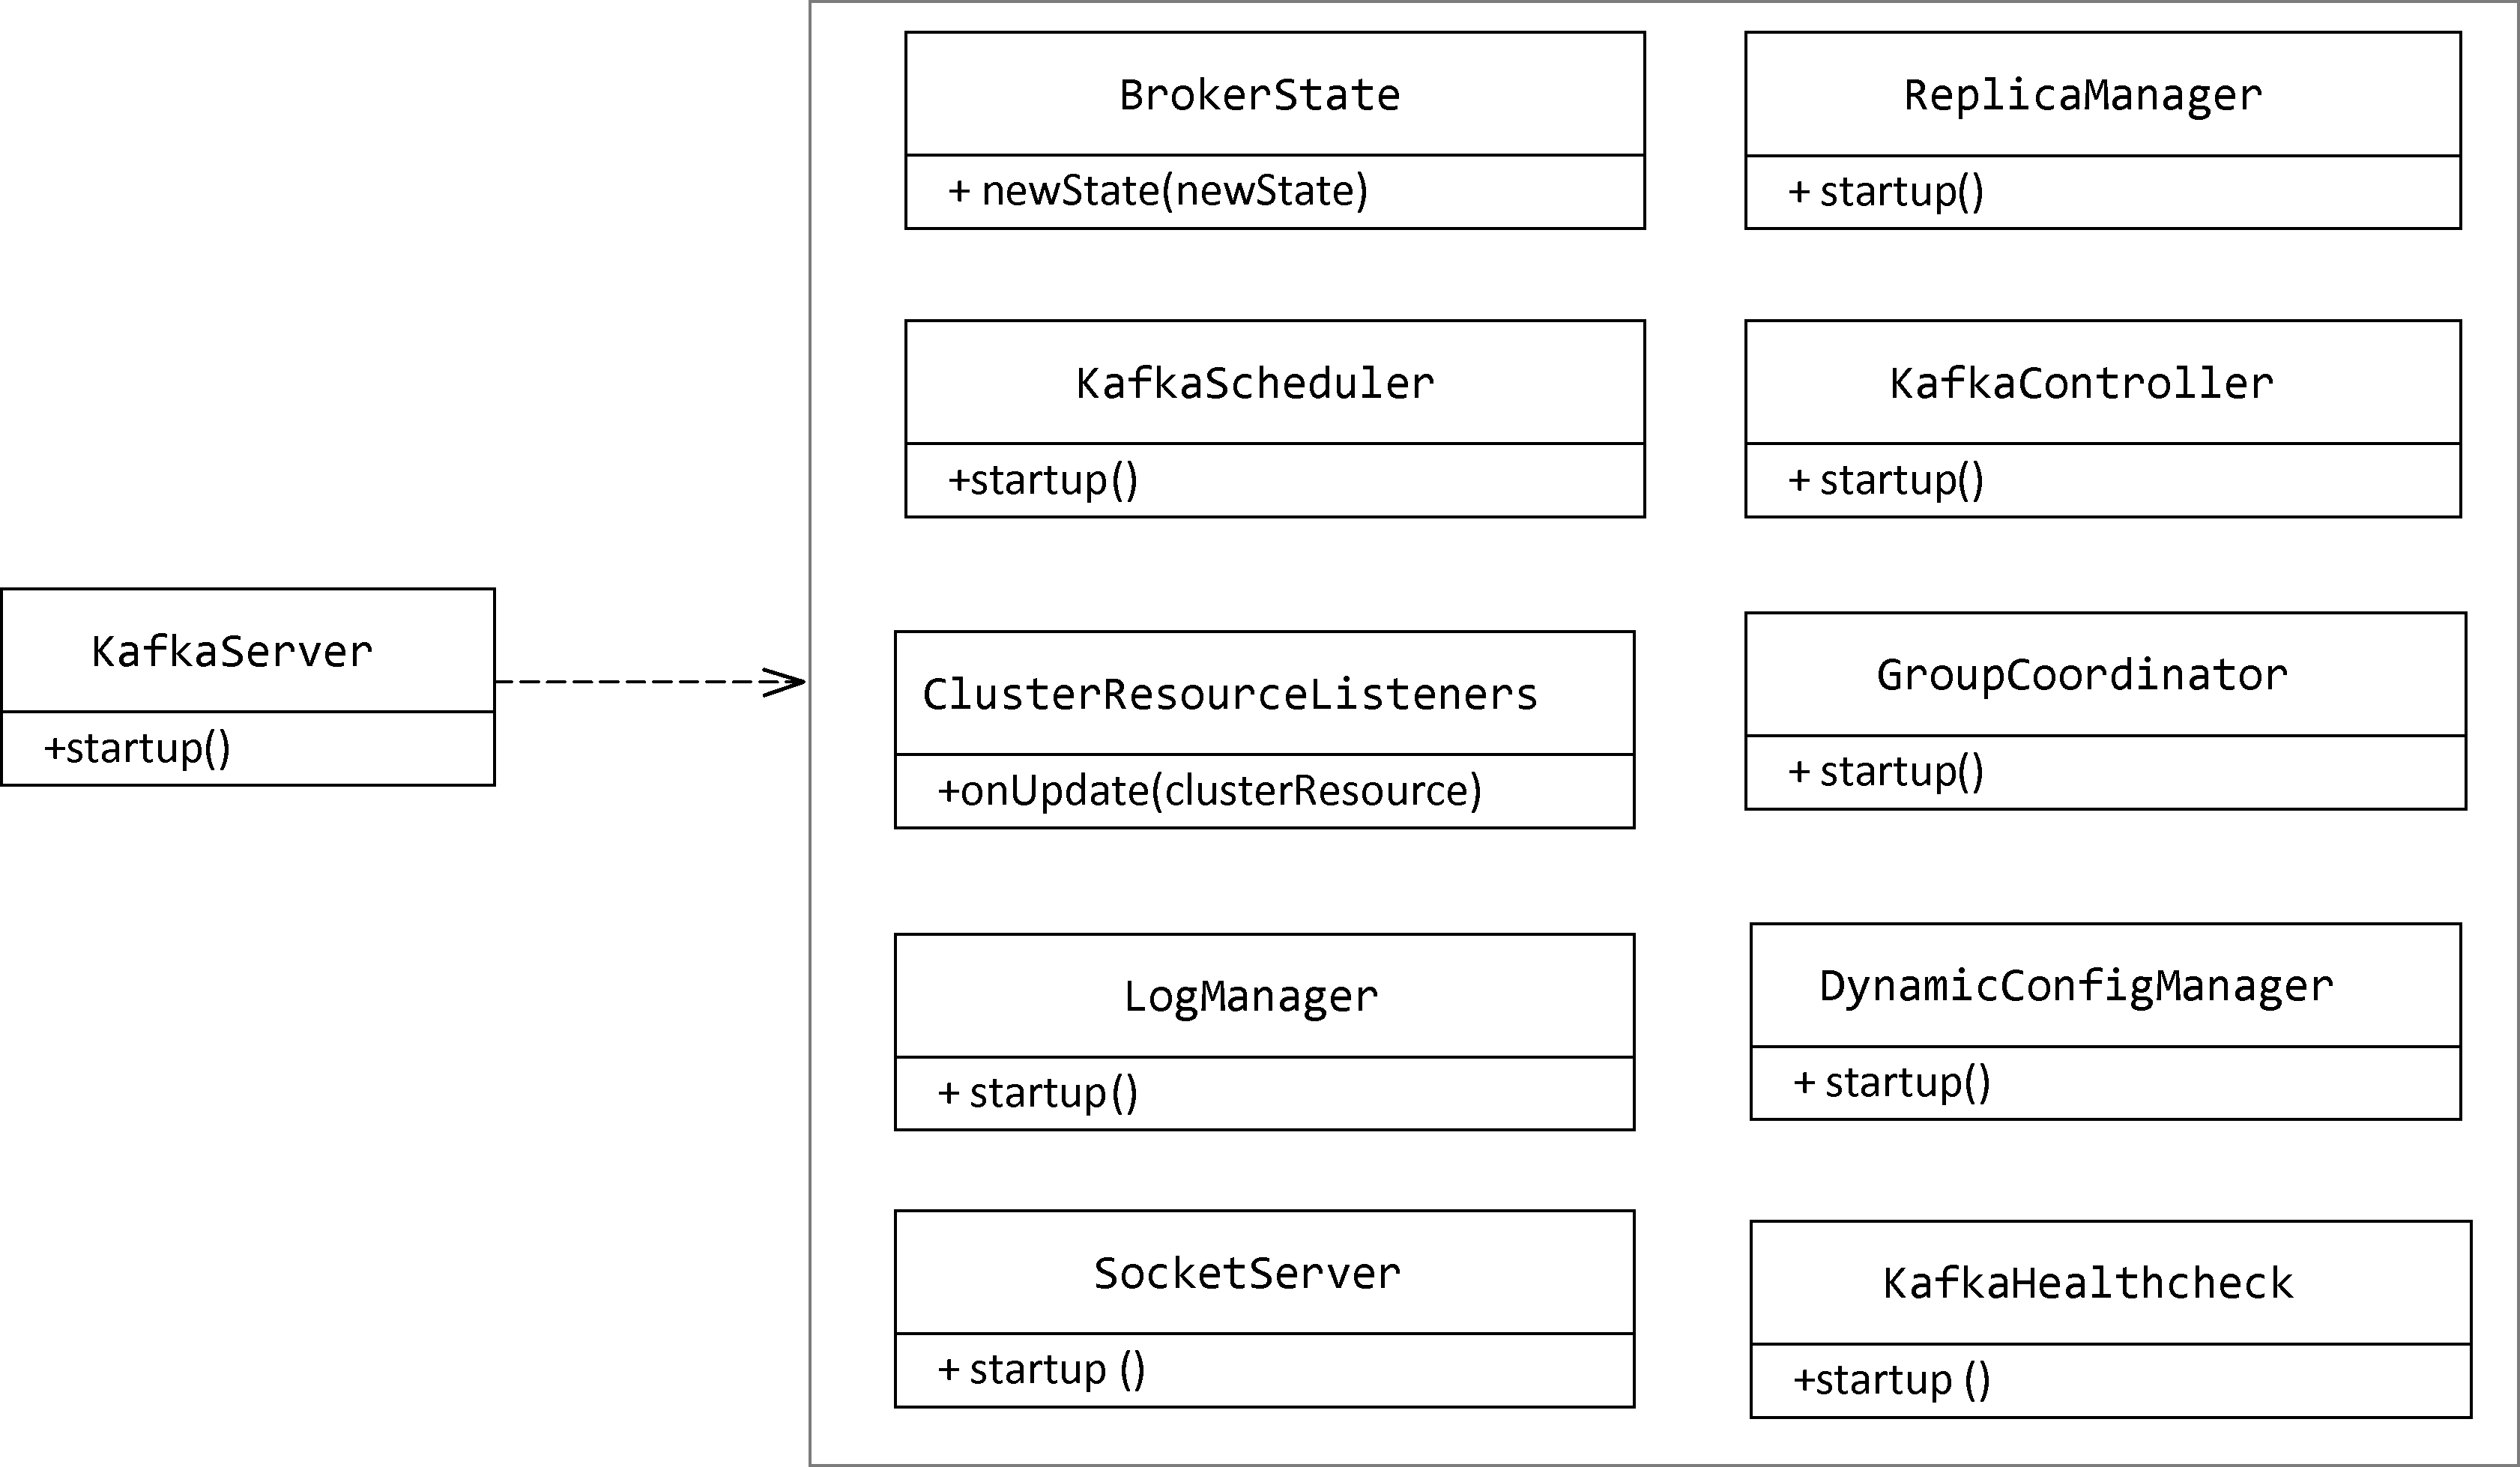 KafkaServer
+startup()
BrokerState
+ newState(newState)
KafkaScheduler
+startup()
ClusterResourceListeners
+onUpdate(clusterResource)
LogManager
+ startup()
SocketServer
+ startup ()
ReplicaManager
+ startup()
KafkaController
+ startup()
GroupCoordinator
+ startup()
DynamicConfigManager
+ startup()
KafkaHealthcheck
+startup ()